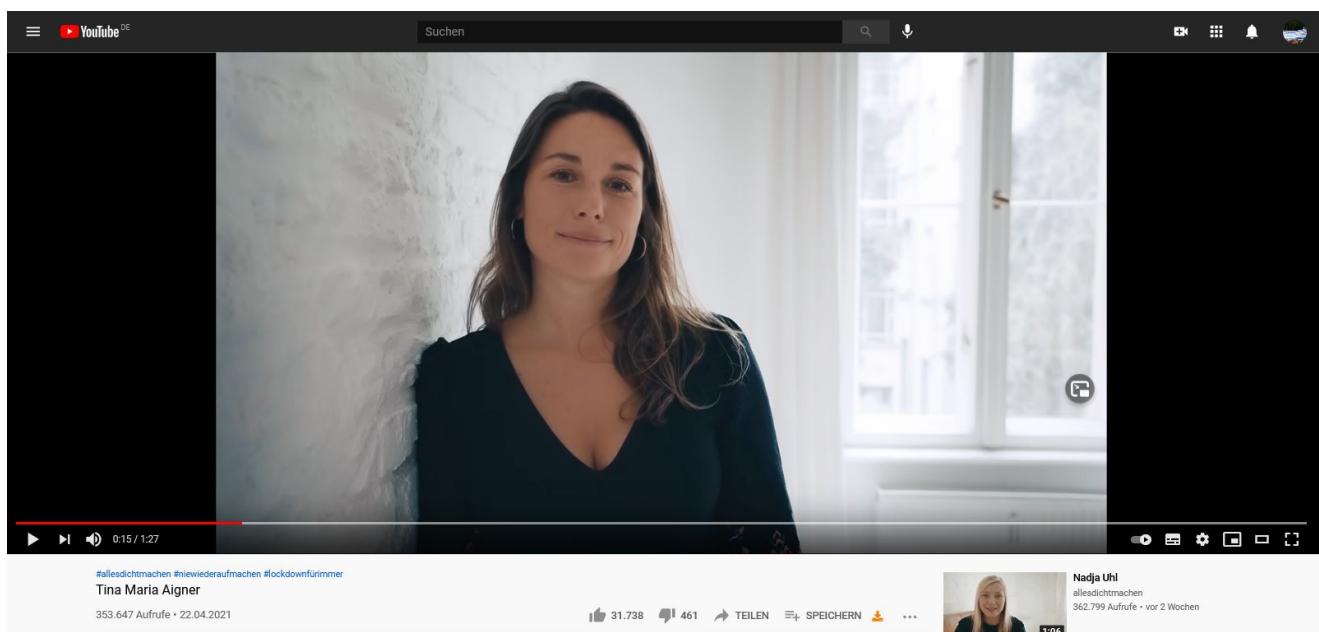 YouTube DE
Suchen
0:15 / 1:27
#allesdichtmachen #niewiederaufmachen #lockdownfürimmer
Tina Maria Aigner
353.647 Aufrufe • 22.04.2021
31.738 461 TEILEN SPEICHERN
Nadja Uhl
allesdichtmachen
362.799 Aufrufe • vor 2 Wochen
1:06